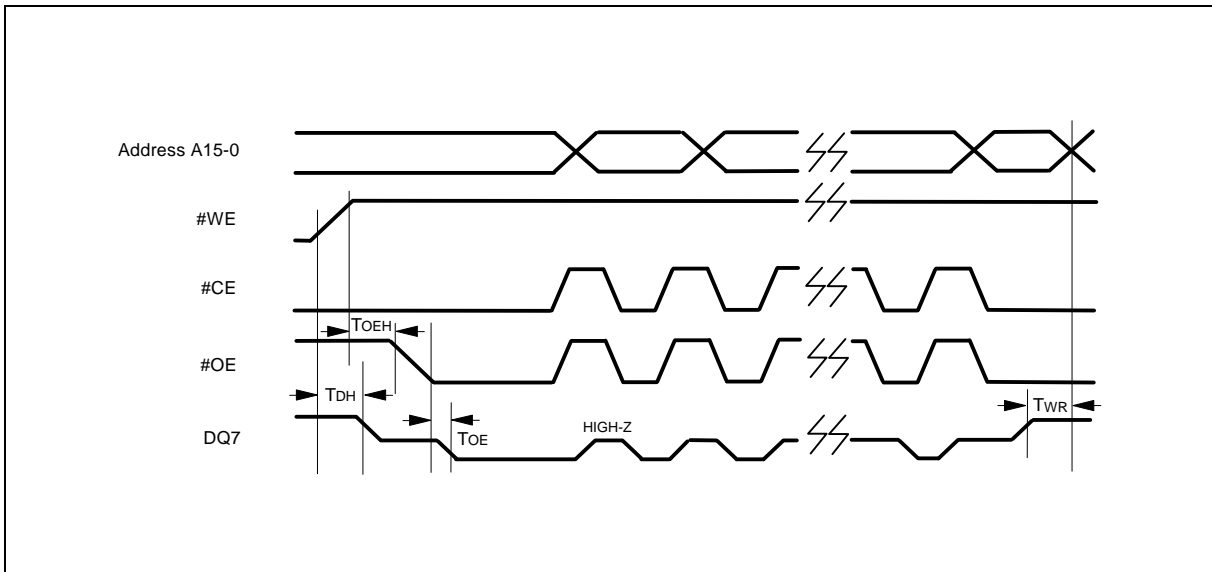 Address A15-0
#WE
#CE
TOEH
#OE
TDH
TWR
DQ7
TOE
HIGH-Z